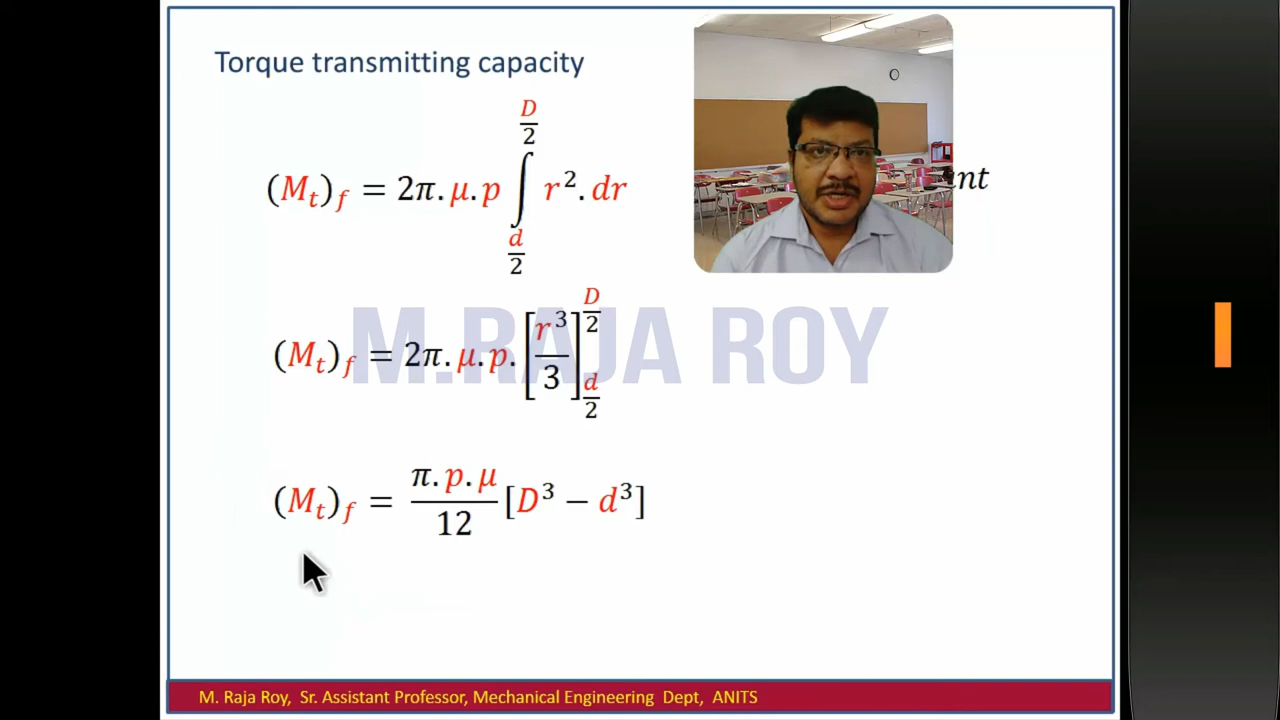 Torque transmitting capacity
(M_t)_f = 2π.μ.p ∫_{d/2}^{D/2} r².dr
(M_t)_f = 2π.μ.p.[r³/3]_{d/2}^{D/2}
M.RAJA ROY
(M_t)_f = π.p.μ/12 [D³ − d³]
M. Raja Roy, Sr. Assistant Professor, Mechanical Engineering Dept, ANITS